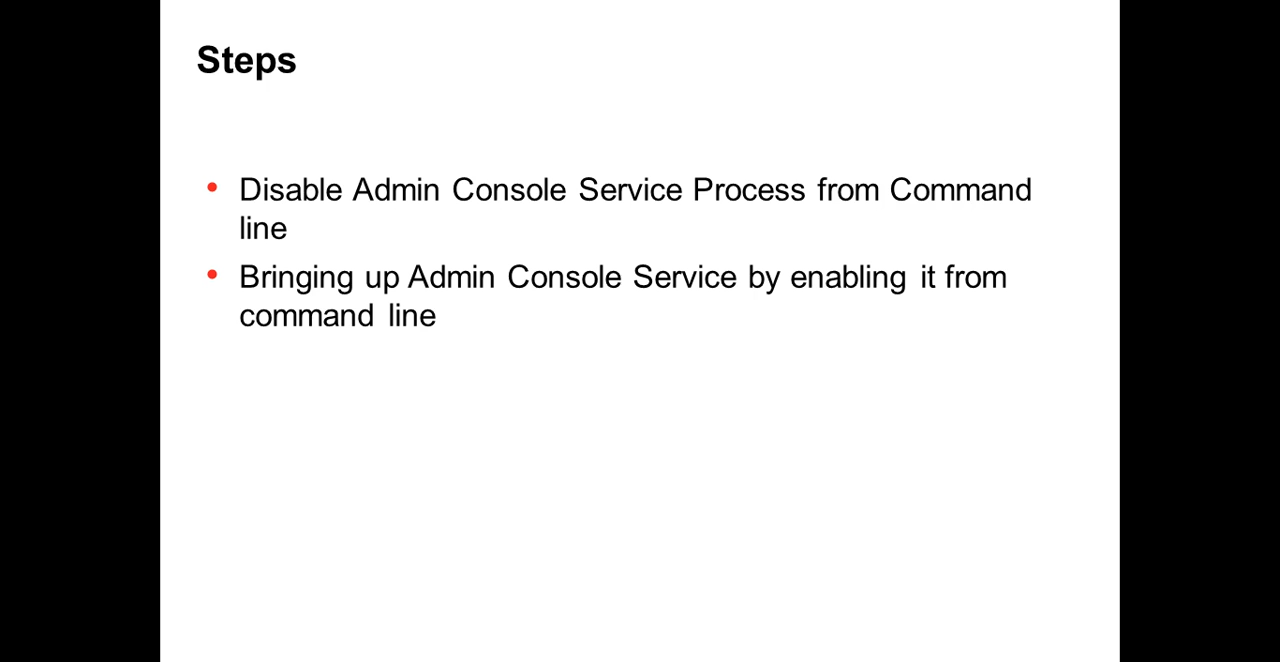 Steps
• Disable Admin Console Service Process from Command
line
• Bringing up Admin Console Service by enabling it from
command line